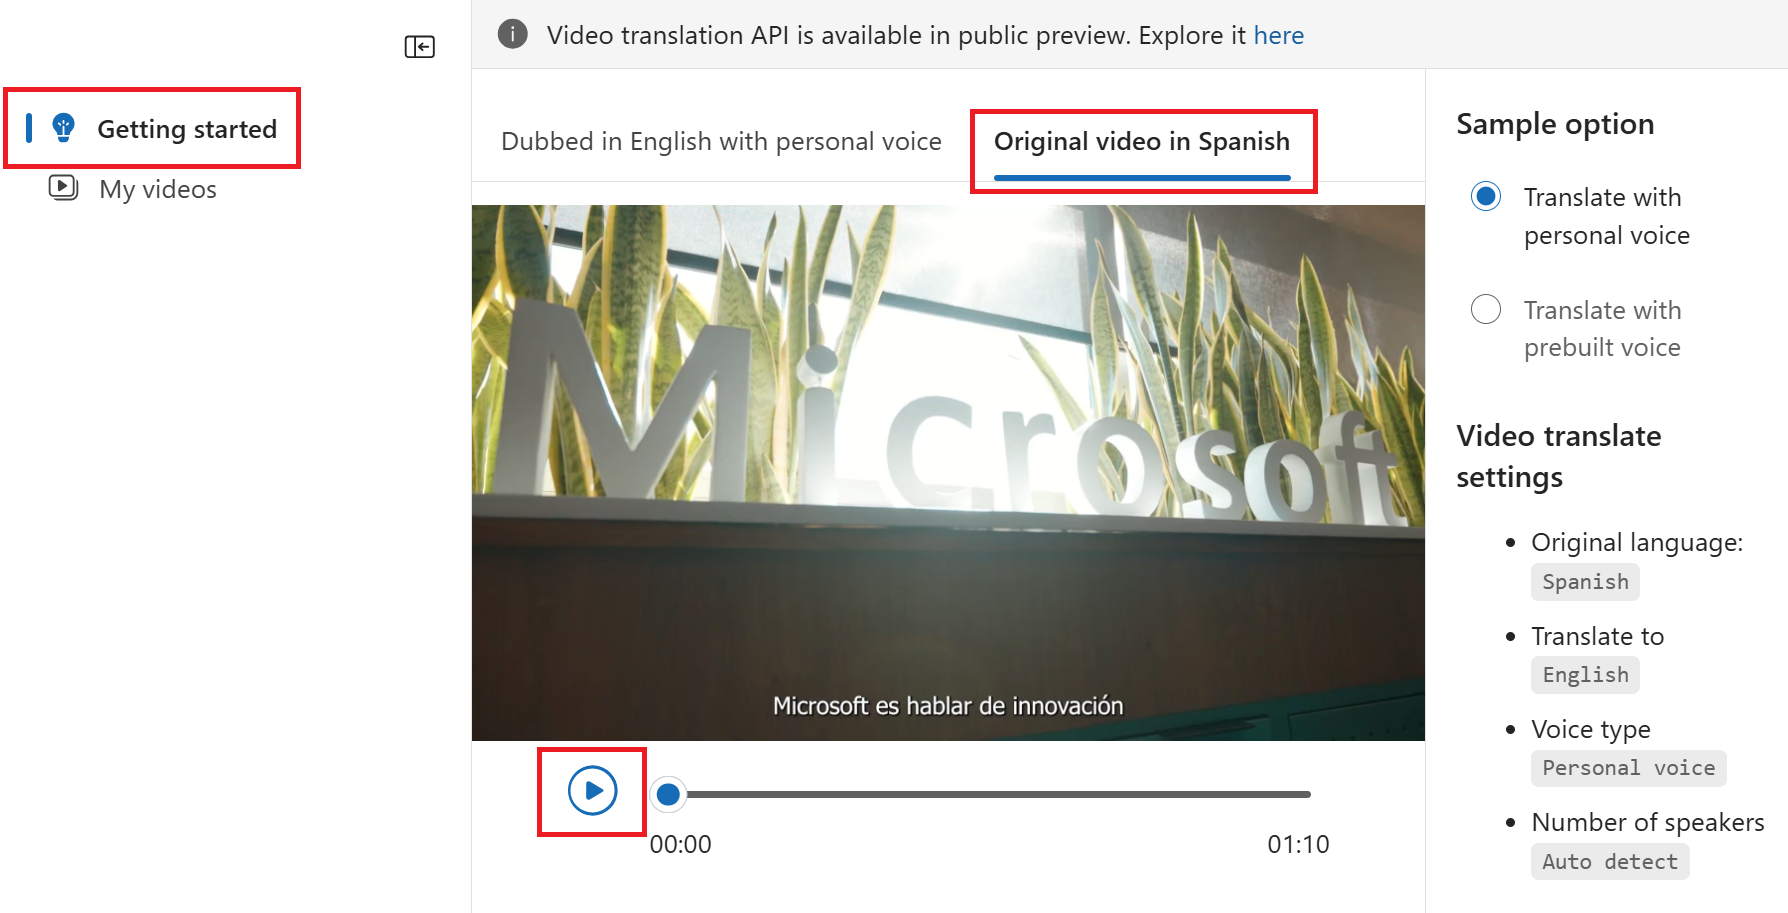 Video translation API is available in public preview. Explore it here
Getting started
My videos
Dubbed in English with personal voice
Original video in Spanish
Microsoft
Microsoft es hablar de innovación
00:00
01:10
Sample option
Translate with
personal voice
Translate with
prebuilt voice
Video translate
settings
Original language:
Spanish
Translate to
English
Voice type
Personal voice
Number of speakers
Auto detect